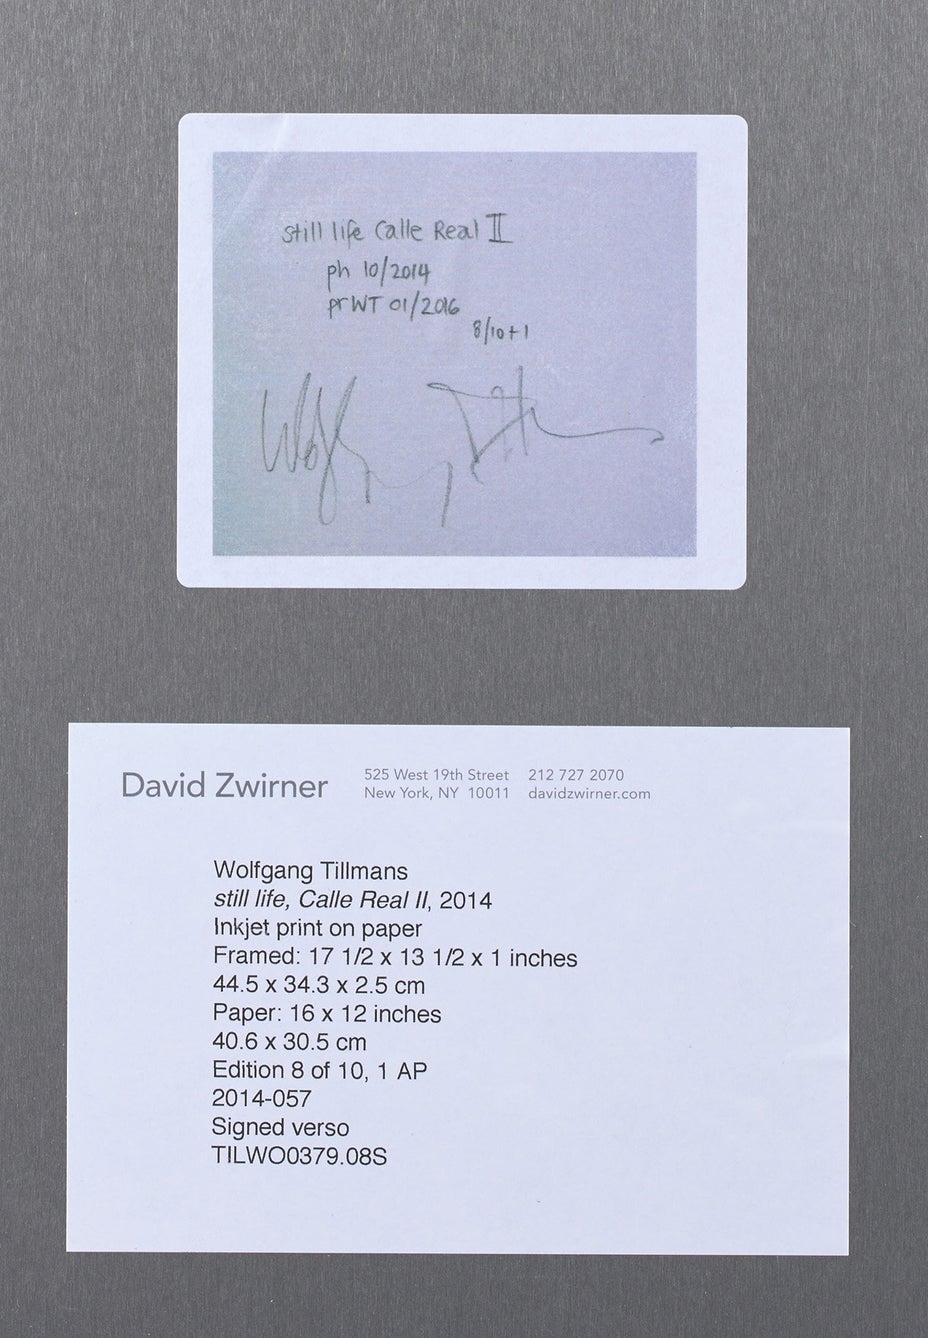 still life Calle Real II
ph 10/2014
prWT 01/2016
8/10+1
Wolfgang Tillmans
David Zwirner
525 West 19th Street 212 727 2070
New York, NY 10011 davidzwirner.com
Wolfgang Tillmans
still life, Calle Real II, 2014
Inkjet print on paper
Framed: 17 1/2 x 13 1/2 x 1 inches
44.5 x 34.3 x 2.5 cm
Paper: 16 x 12 inches
40.6 x 30.5 cm
Edition 8 of 10, 1 AP
2014-057
Signed verso
TILWO0379.08S